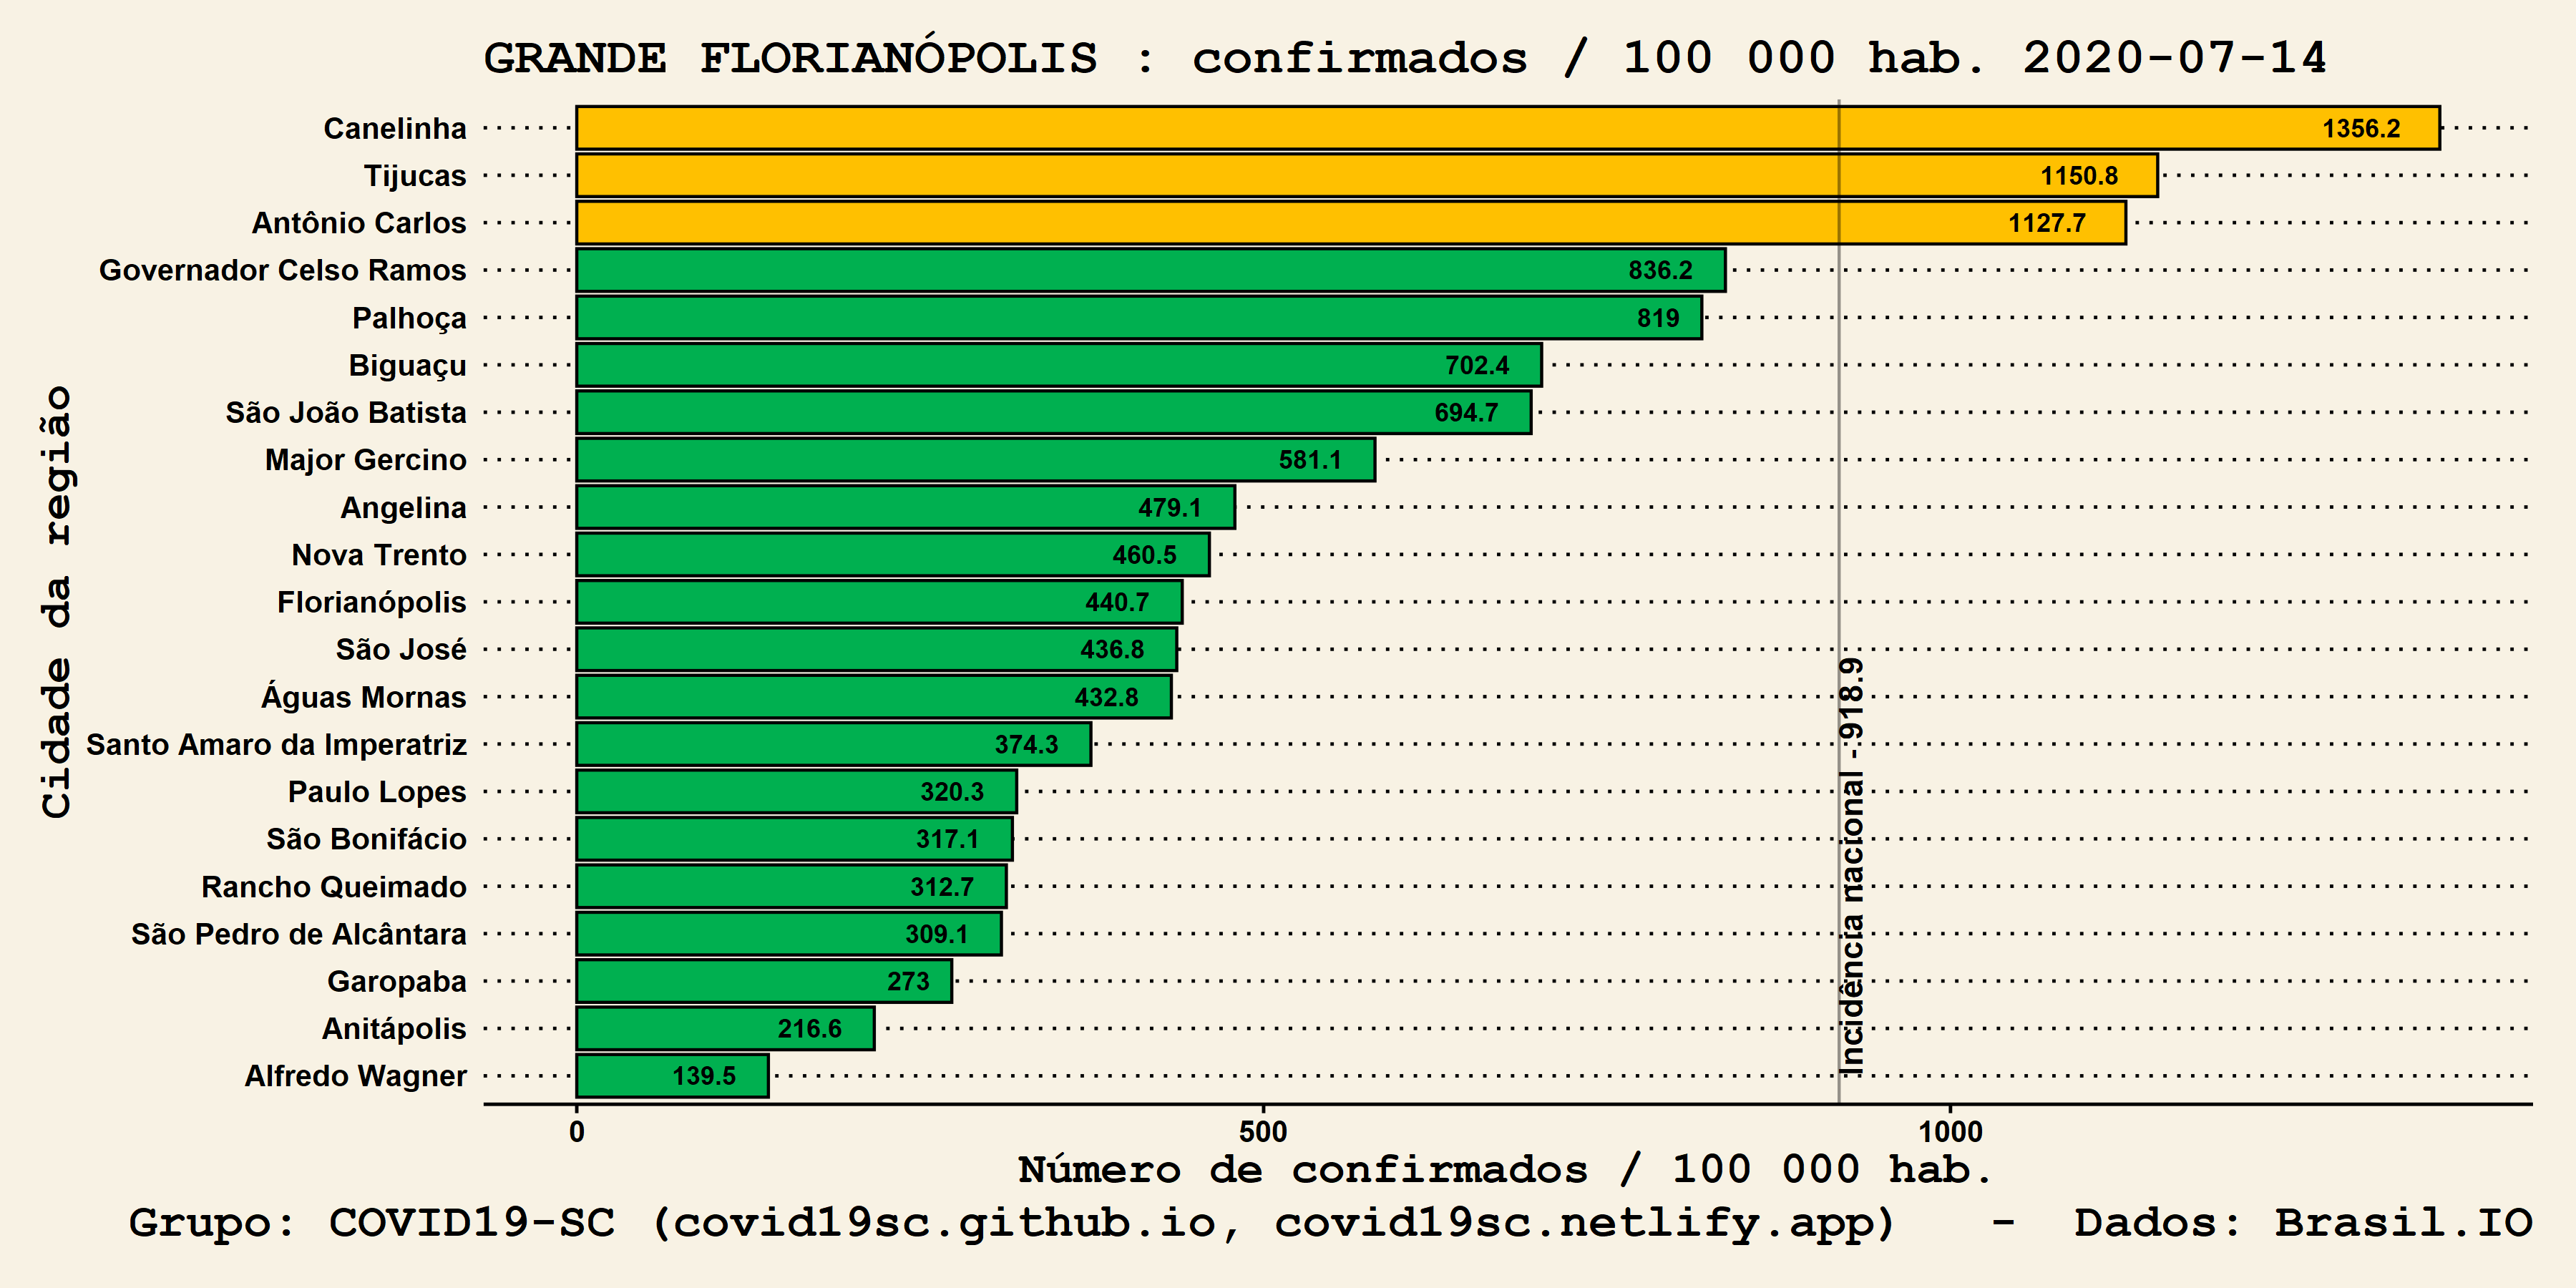 GRANDE FLORIANÓPOLIS : confirmados / 100 000 hab. 2020-07-14
Cidade da região
Canelinha 1356.2
Tijucas 1150.8
Antônio Carlos 1127.7
Governador Celso Ramos 836.2
Palhoça 819
Biguaçu 702.4
São João Batista 694.7
Major Gercino 581.1
Angelina 479.1
Nova Trento 460.5
Florianópolis 440.7
São José 436.8
Águas Mornas 432.8
Santo Amaro da Imperatriz 374.3
Paulo Lopes 320.3
São Bonifácio 317.1
Rancho Queimado 312.7
São Pedro de Alcântara 309.1
Garopaba 273
Anitápolis 216.6
Alfredo Wagner 139.5
Incidência nacional - 918.9
0 500 1000
Número de confirmados / 100 000 hab.
Grupo: COVID19-SC (covid19sc.github.io, covid19sc.netlify.app) - Dados: Brasil.IO